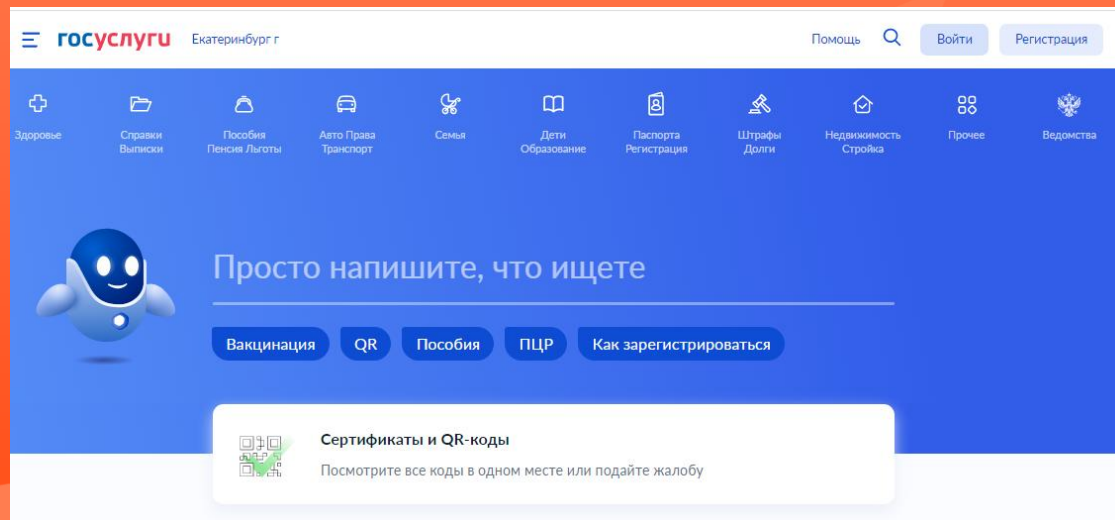 госуслуги Екатеринбург г Помощь Войти Регистрация
Здоровье
Справки
Выписки
Пособия
Пенсия Льготы
Авто Права
Транспорт
Семья
Дети
Образование
Паспорта
Регистрация
Штрафы
Долги
Недвижимость
Стройка
Прочее
Ведомства
Просто напишите, что ищете
Вакцинация QR Пособия ПЦР Как зарегистрироваться
Сертификаты и QR-коды
Посмотрите все коды в одном месте или подайте жалобу